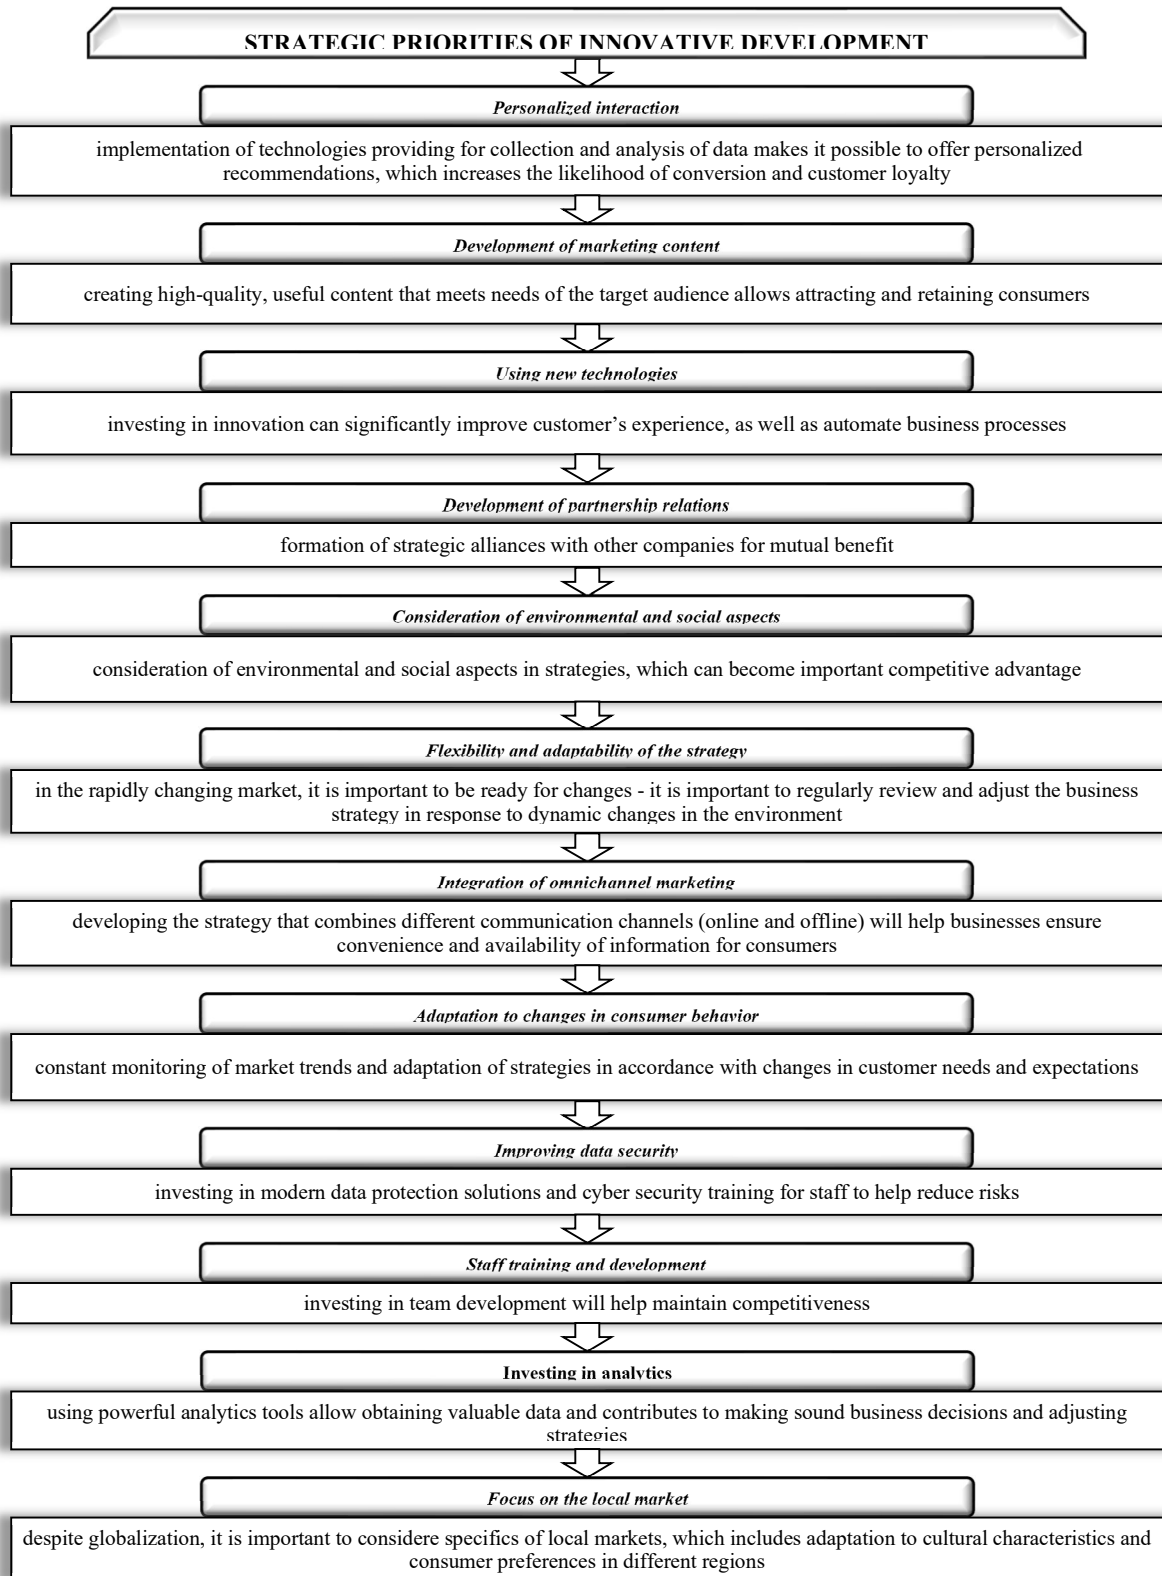 STRATEGIC PRIORITIES OF INNOVATIVE DEVELOPMENT
Personalized interaction
implementation of technologies providing for collection and analysis of data makes it possible to offer personalized
recommendations, which increases the likelihood of conversion and customer loyalty
Development of marketing content
creating high-quality, useful content that meets needs of the target audience allows attracting and retaining consumers
Using new technologies
investing in innovation can significantly improve customer’s experience, as well as automate business processes
Development of partnership relations
formation of strategic alliances with other companies for mutual benefit
Consideration of environmental and social aspects
consideration of environmental and social aspects in strategies, which can become important competitive advantage
Flexibility and adaptability of the strategy
in the rapidly changing market, it is important to be ready for changes - it is important to regularly review and adjust the business
strategy in response to dynamic changes in the environment
Integration of omnichannel marketing
developing the strategy that combines different communication channels (online and offline) will help businesses ensure
convenience and availability of information for consumers
Adaptation to changes in consumer behavior
constant monitoring of market trends and adaptation of strategies in accordance with changes in customer needs and expectations
Improving data security
investing in modern data protection solutions and cyber security training for staff to help reduce risks
Staff training and development
investing in team development will help maintain competitiveness
Investing in analytics
using powerful analytics tools allow obtaining valuable data and contributes to making sound business decisions and adjusting
strategies
Focus on the local market
despite globalization, it is important to considere specifics of local markets, which includes adaptation to cultural characteristics and
consumer preferences in different regions